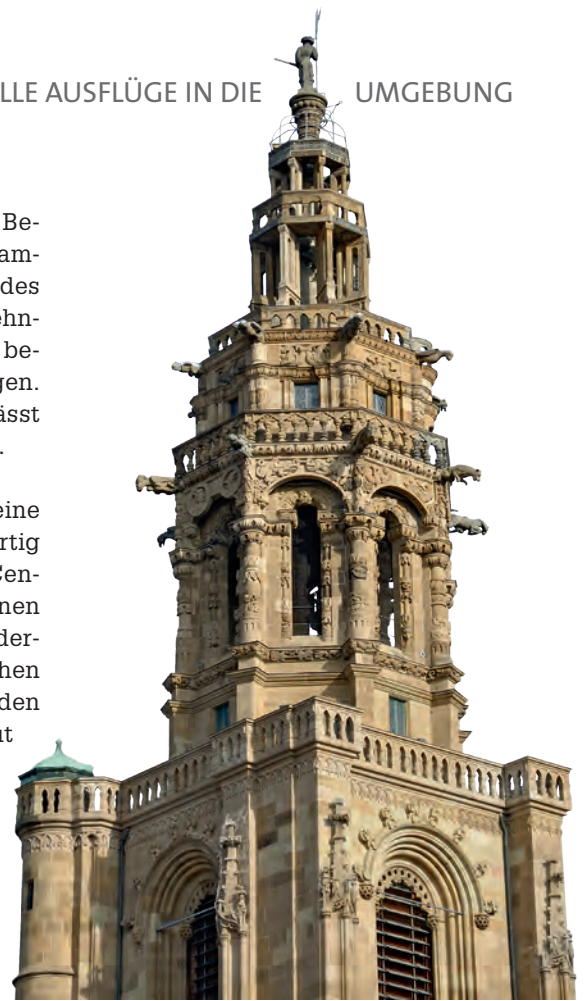 LLE AUSFLÜGE IN DIE UMGEBUNG
Be-
am-
des
ehn-
be-
gen.
ässt
.
eine
rtig
Cen-
nen
der-
hen
den
ut